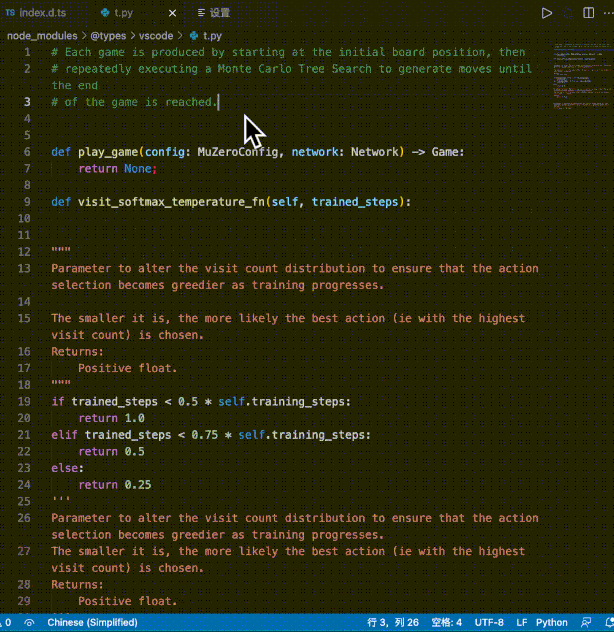 TS index.d.ts t.py × 设置
node_modules > @types > vscode > t.py
1 # Each game is produced by starting at the initial board position, then
2 # repeatedly executing a Monte Carlo Tree Search to generate moves until
the end
3 # of the game is reached.
4
5
6 def play_game(config: MuZeroConfig, network: Network) -> Game:
7 return None;
8
9 def visit_softmax_temperature_fn(self, trained_steps):
10
11
12 """
13 Parameter to alter the visit count distribution to ensure that the action
selection becomes greedier as training progresses.
14
15 The smaller it is, the more likely the best action (ie with the highest
visit count) is chosen.
16 Returns:
17 Positive float.
18 """
19 if trained_steps < 0.5 * self.training_steps:
20 return 1.0
21 elif trained_steps < 0.75 * self.training_steps:
22 return 0.5
23 else:
24 return 0.25
25 '''
26 Parameter to alter the visit count distribution to ensure that the action
selection becomes greedier as training progresses.
27 The smaller it is, the more likely the best action (ie with the highest
visit count) is chosen.
28 Returns:
29 Positive float.
0 Chinese (Simplified) 行 3，列 26 空格: 4 UTF-8 LF Python